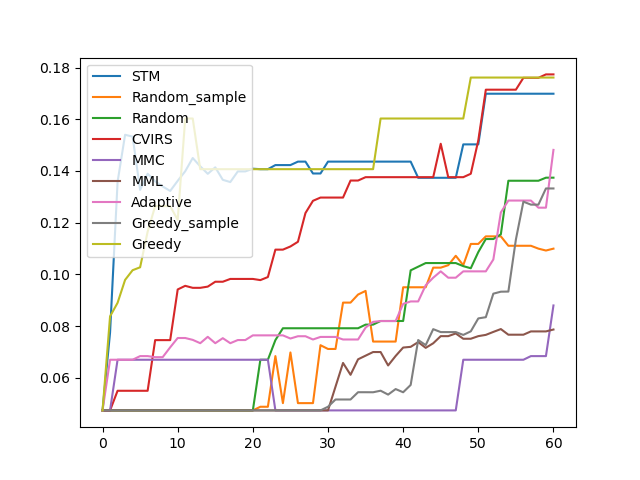 0.18
0.16
0.14
0.12
0.10
0.08
0.06
STM
Random_sample
Random
CVIRS
MMC
MML
Adaptive
Greedy_sample
Greedy
0 10 20 30 40 50 60